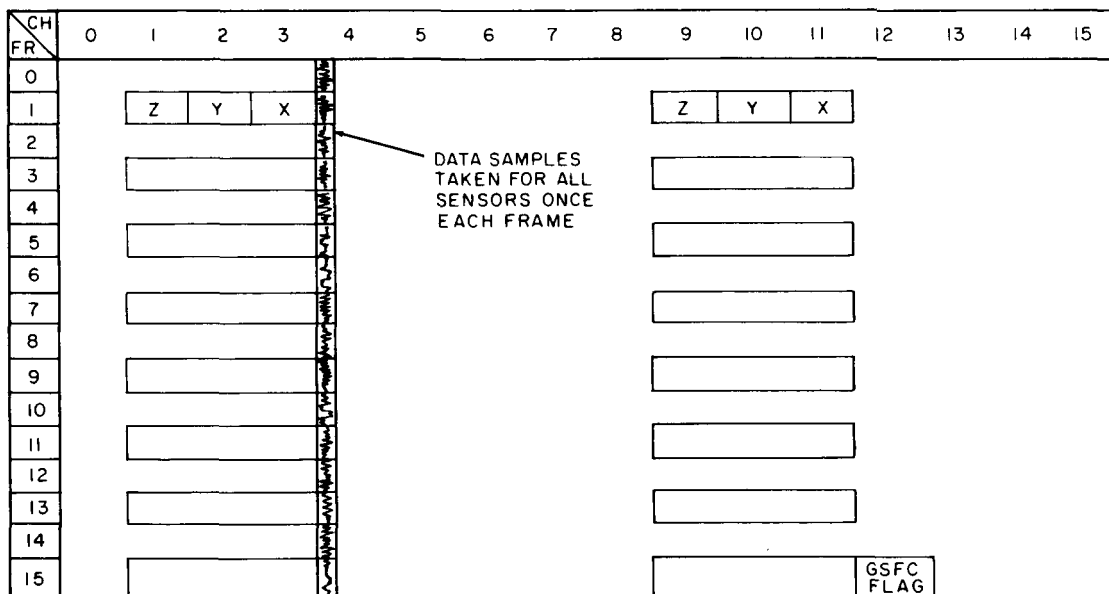 CH
FR 0 1 2 3 4 5 6 7 8 9 10 11 12 13 14 15
0
1 Z Y X Z Y X
2
DATA SAMPLES
TAKEN FOR ALL
SENSORS ONCE
EACH FRAME
3
4
5
6
7
8
9
10
11
12
13
14
15 GSFC
FLAG